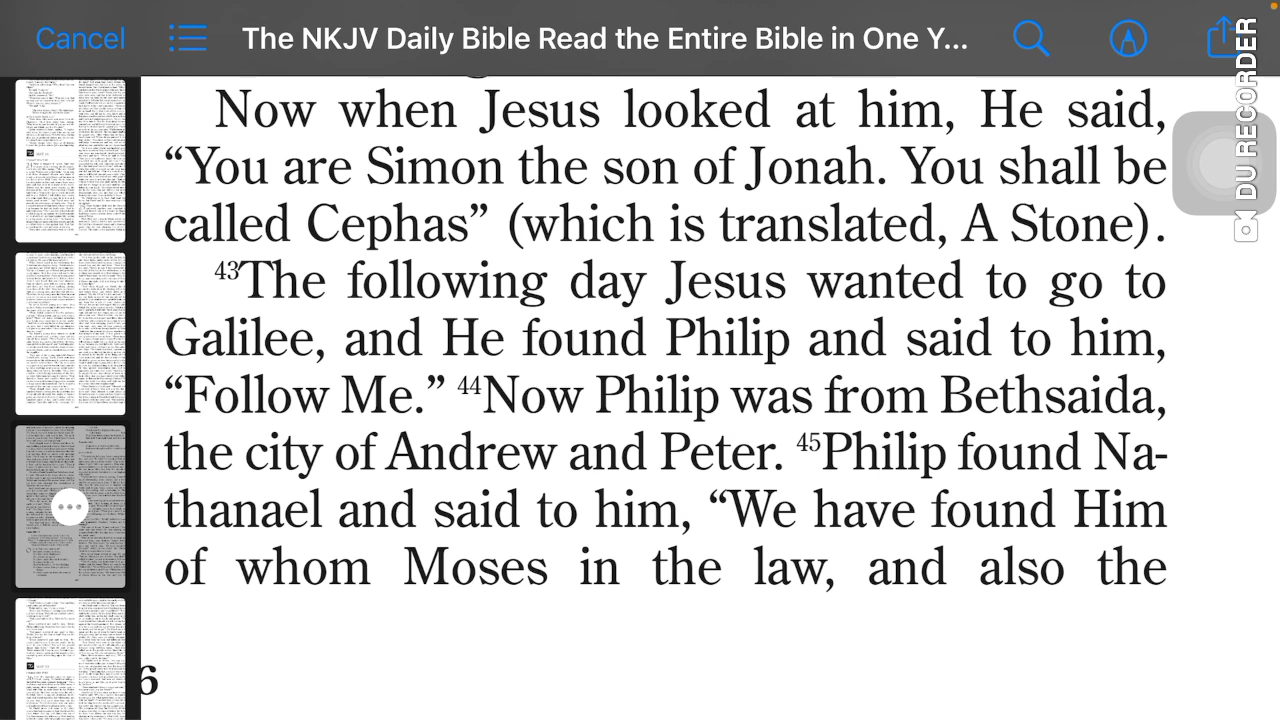 Cancel
The NKJV Daily Bible Read the Entire Bible in One Y...
Now when Jesus looked at him, He said,
“You are Simon the son of Jonah. You shall be
called Cephas” (which is translated, A Stone).
43The following day Jesus wanted to go to
Galilee, and He found Philip and said to him,
“Follow Me.” 44Now Philip was from Bethsaida,
the city of Andrew and Peter. 45Philip found Na-
thanael and said to him, “We have found Him
of whom Moses in the law, and also the
6
DU RECORDER